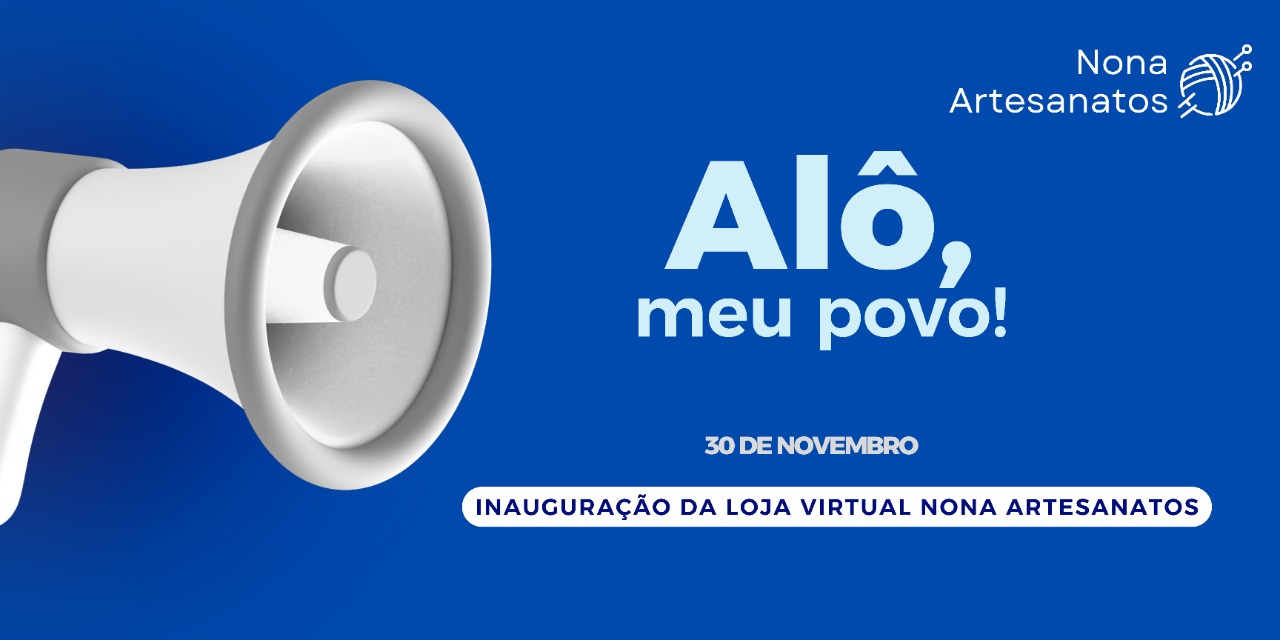 Nona
Artesanatos
Alô,
meu povo!
30 DE NOVEMBRO
INAUGURAÇÃO DA LOJA VIRTUAL NONA ARTESANATOS